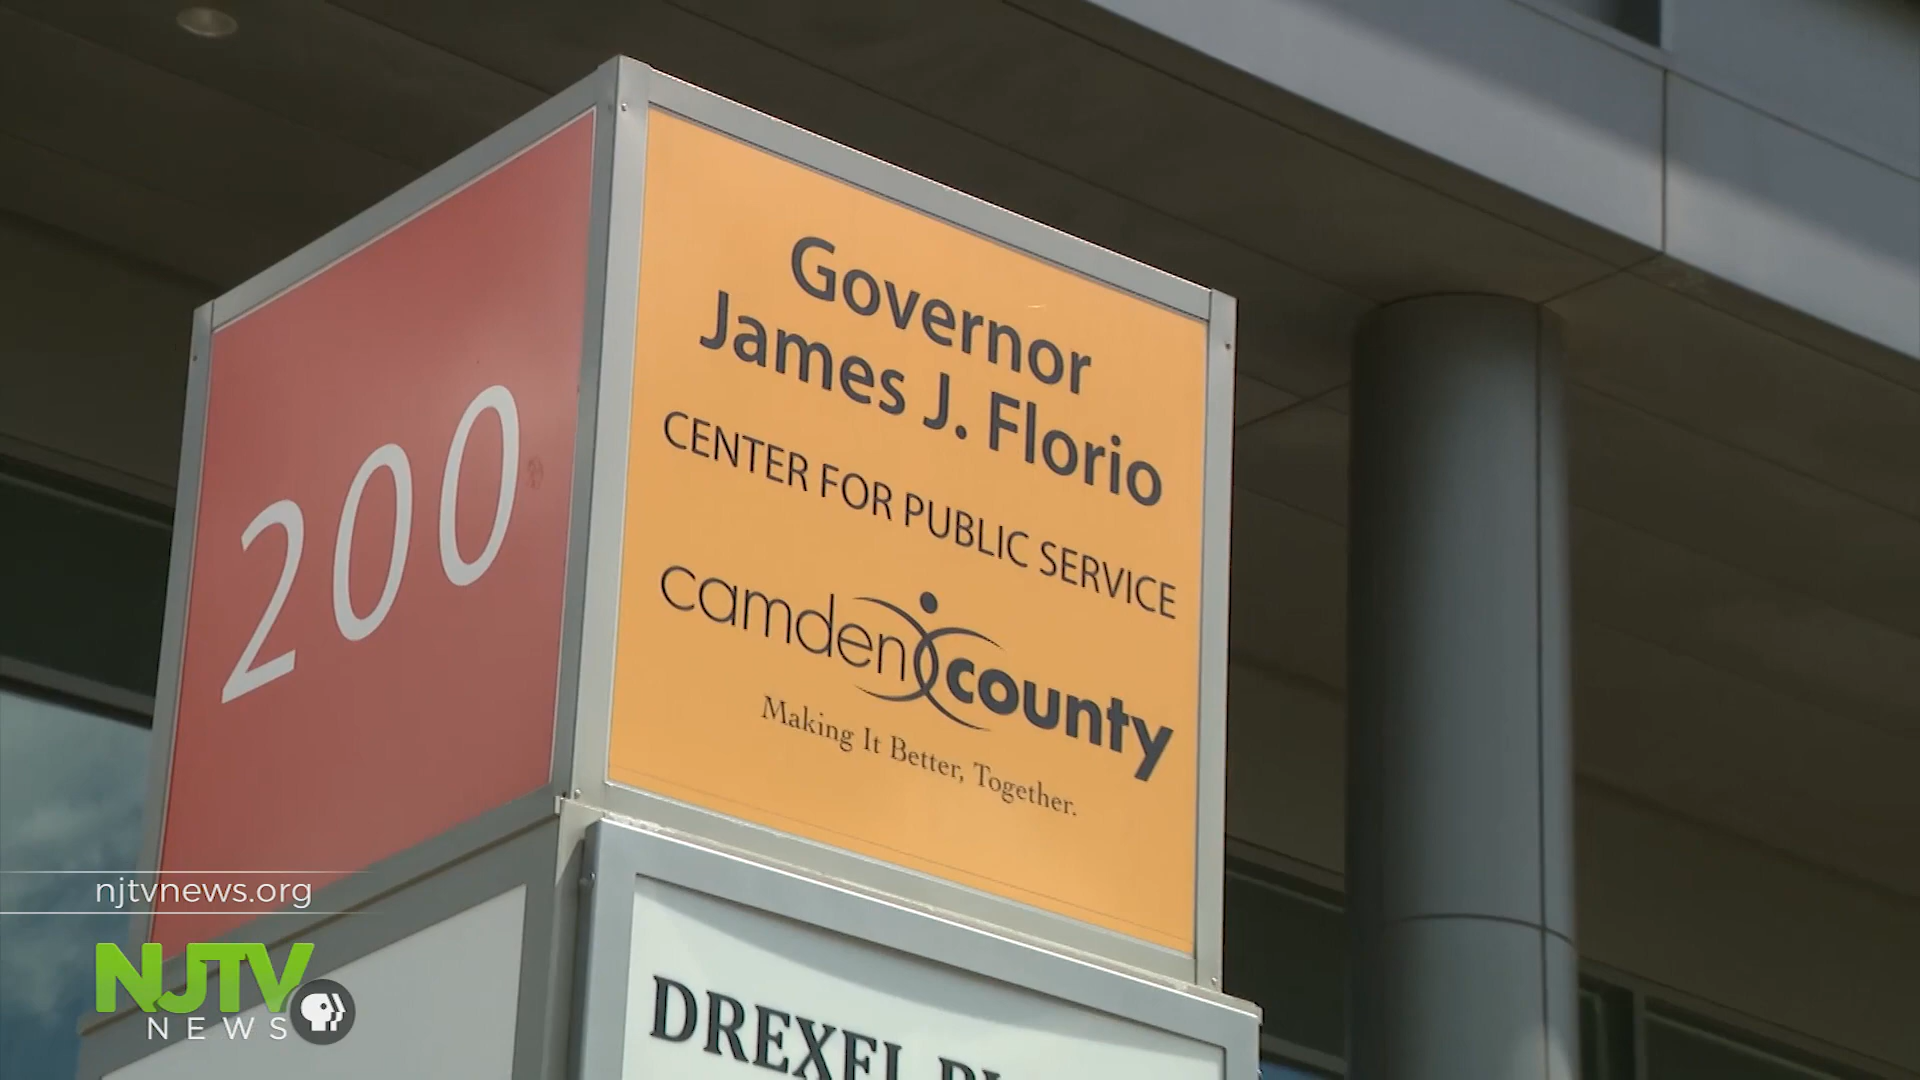 200
Governor
James J. Florio
CENTER FOR PUBLIC SERVICE
camden county
Making It Better, Together.
DREXEL
njtvnews.org
NJTV
NEWS